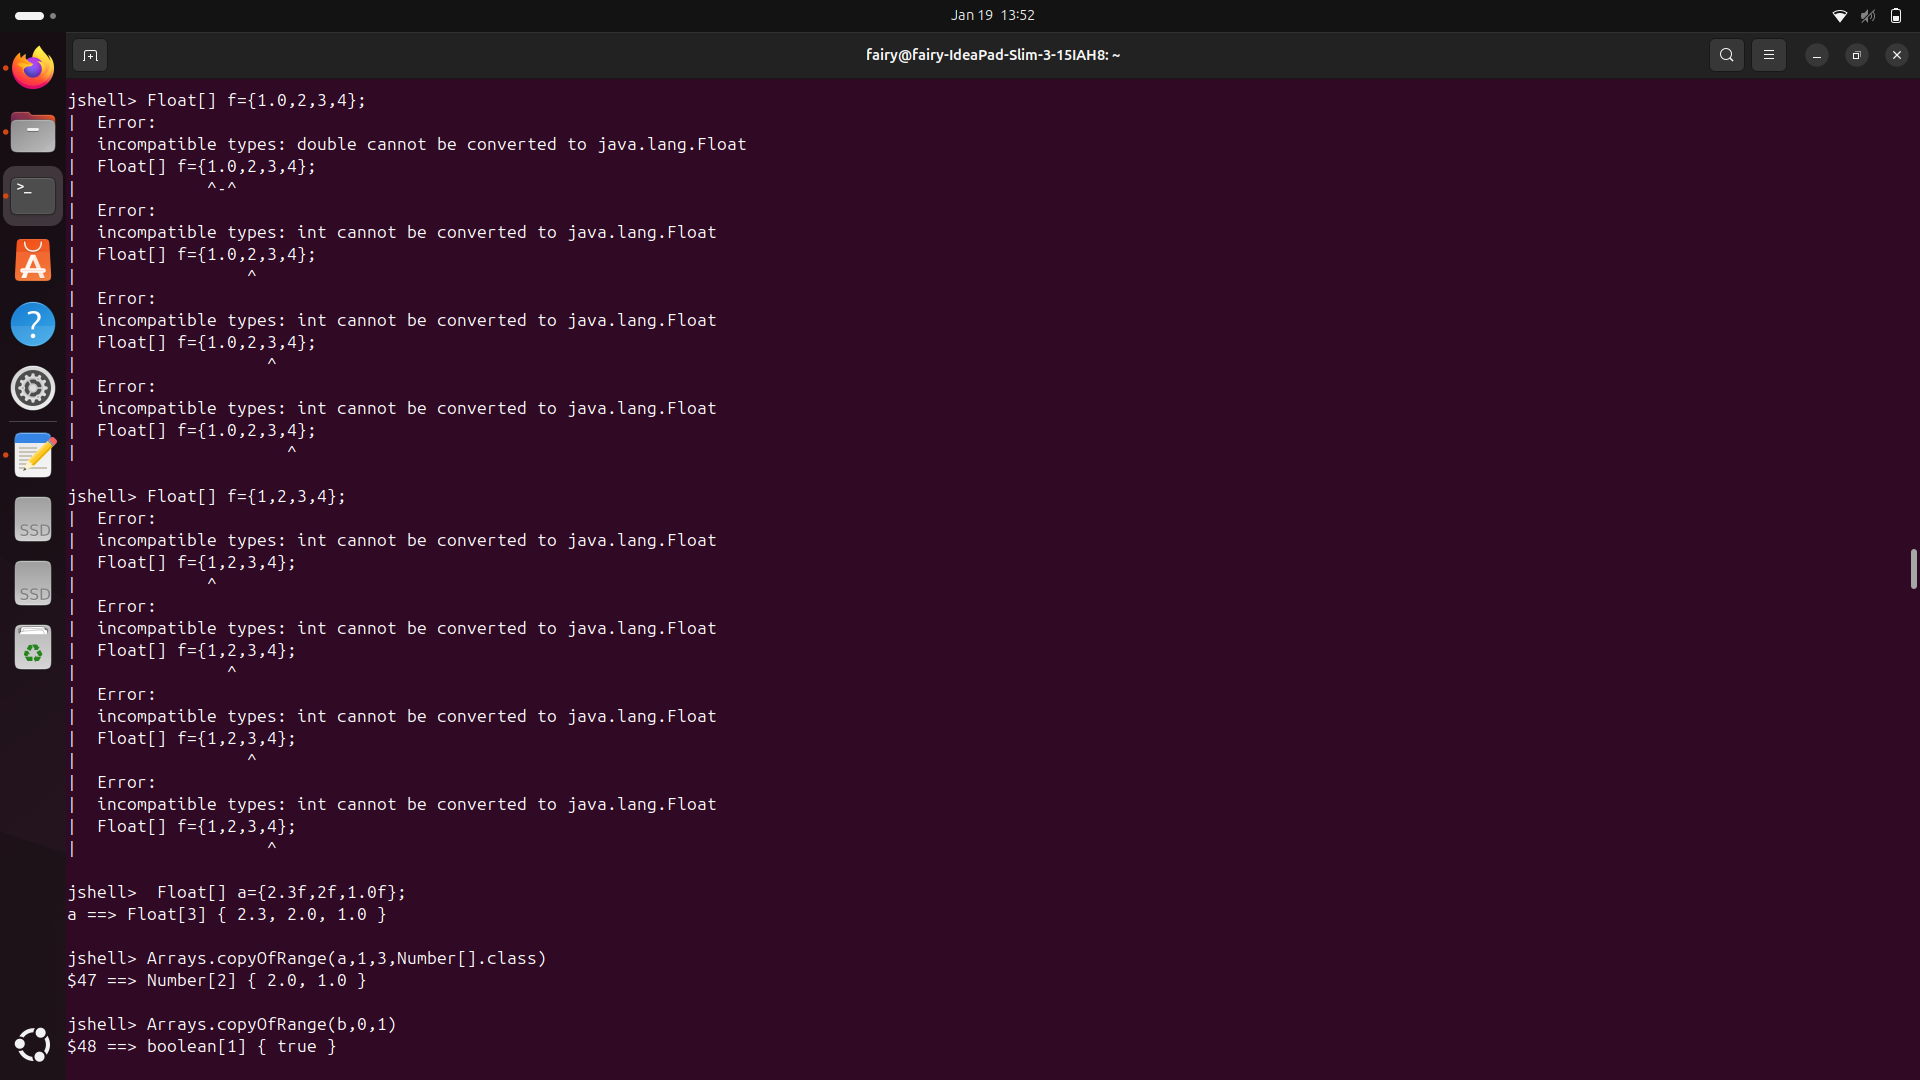 Jan 19 13:52
fairy@fairy-IdeaPad-Slim-3-15IAH8: ~
jshell> Float[] f={1.0,2,3,4};
|  Error:
|  incompatible types: double cannot be converted to java.lang.Float
|  Float[] f={1.0,2,3,4};
|             ^-^
|  Error:
|  incompatible types: int cannot be converted to java.lang.Float
|  Float[] f={1.0,2,3,4};
|                 ^
|  Error:
|  incompatible types: int cannot be converted to java.lang.Float
|  Float[] f={1.0,2,3,4};
|                   ^
|  Error:
|  incompatible types: int cannot be converted to java.lang.Float
|  Float[] f={1.0,2,3,4};
|                     ^
jshell> Float[] f={1,2,3,4};
|  Error:
|  incompatible types: int cannot be converted to java.lang.Float
|  Float[] f={1,2,3,4};
|             ^
|  Error:
|  incompatible types: int cannot be converted to java.lang.Float
|  Float[] f={1,2,3,4};
|               ^
|  Error:
|  incompatible types: int cannot be converted to java.lang.Float
|  Float[] f={1,2,3,4};
|                 ^
|  Error:
|  incompatible types: int cannot be converted to java.lang.Float
|  Float[] f={1,2,3,4};
|                   ^
jshell>  Float[] a={2.3f,2f,1.0f};
a ==> Float[3] { 2.3, 2.0, 1.0 }
jshell> Arrays.copyOfRange(a,1,3,Number[].class)
$47 ==> Number[2] { 2.0, 1.0 }
jshell> Arrays.copyOfRange(b,0,1)
$48 ==> boolean[1] { true }
>_
?
SSD
SSD